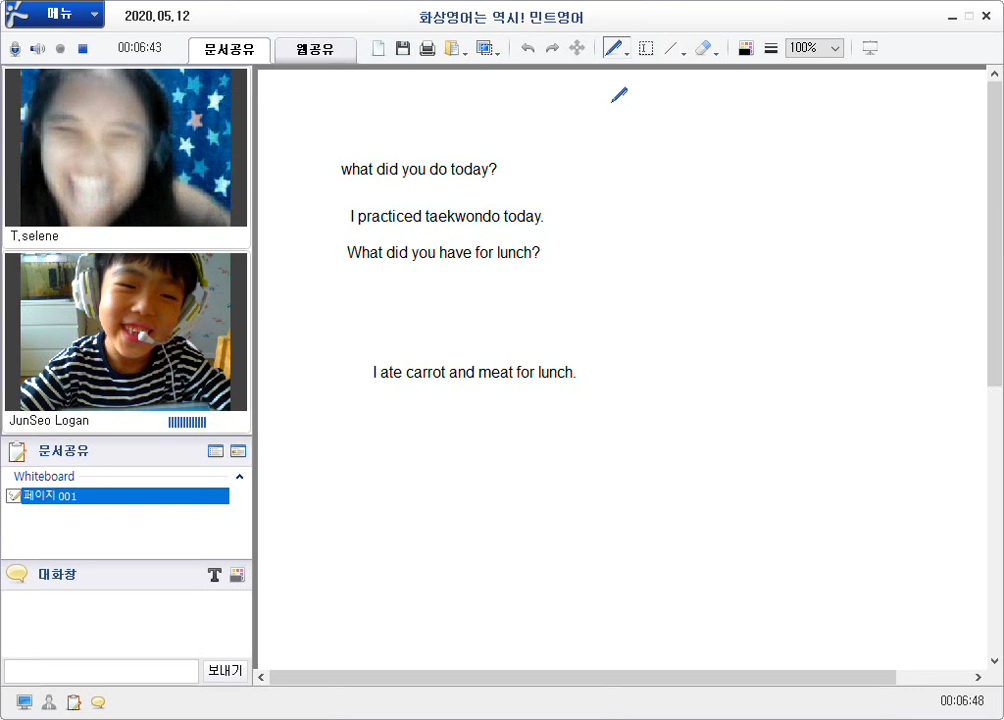 메뉴
2020.05.12
화상영어는 역시! 민트영어
00:06:43
문서공유
웹공유
100%
T.selene
JunSeo Logan
what did you do today?
I practiced taekwondo today.
What did you have for lunch?
I ate carrot and meat for lunch.
문서공유
Whiteboard
페이지 001
대화창
T
보내기
00:06:48